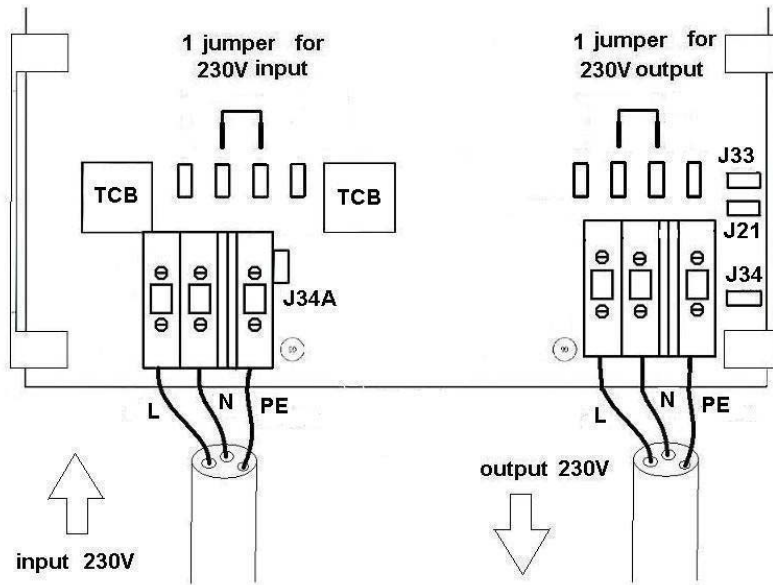 1 jumper for
230V input
1 jumper for
230V output
TCB
TCB
J33
J21
J34A
J34
L
N
PE
L
N
PE
input 230V
output 230V